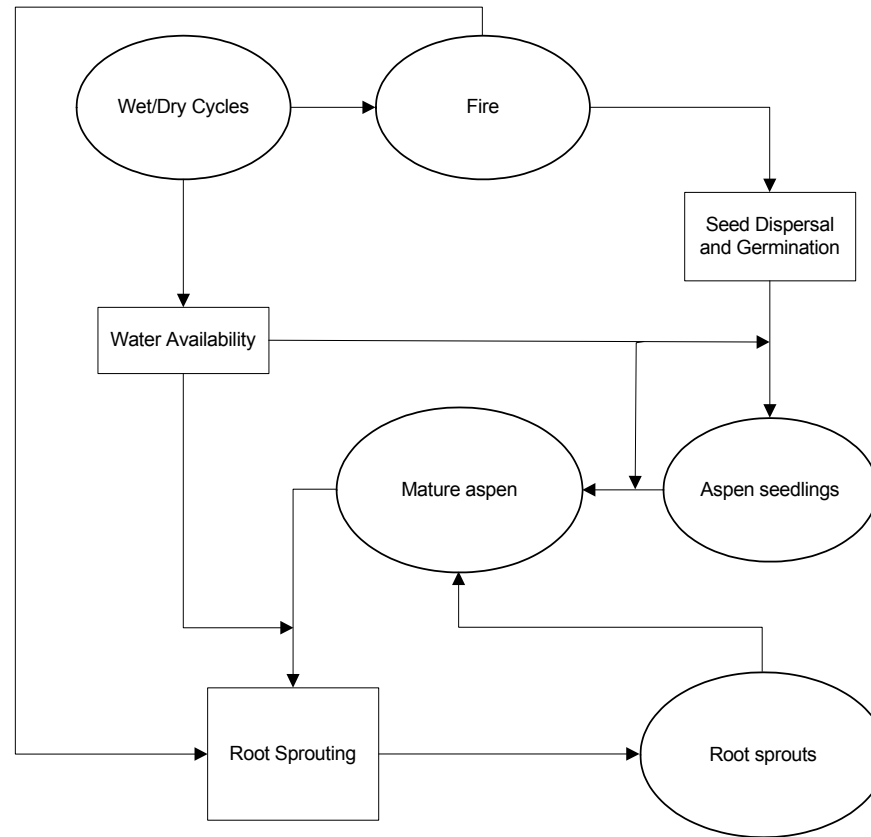 Wet/Dry Cycles
Fire
Seed Dispersal
and Germination
Water Availability
Mature aspen
Aspen seedlings
Root Sprouting
Root sprouts